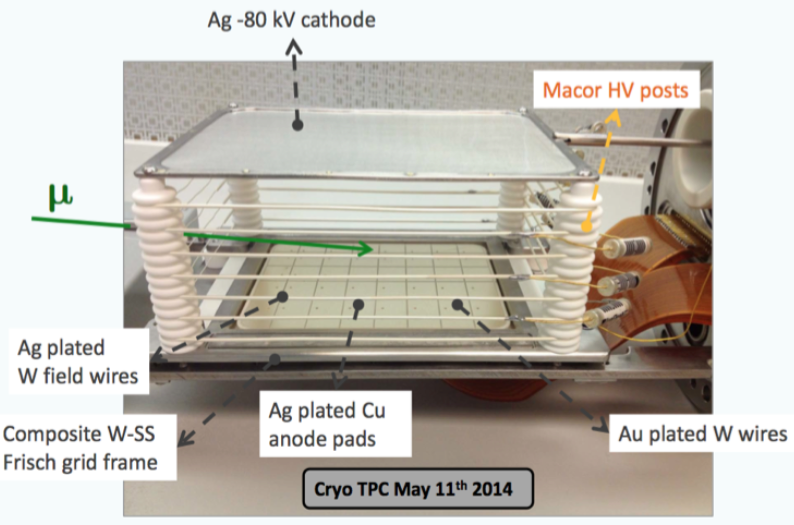 Ag -80 kV cathode
Macor HV posts
μ
Ag plated
W field wires
Composite W-SS
Frisch grid frame
Ag plated Cu
anode pads
Au plated W wires
Cryo TPC May 11th 2014